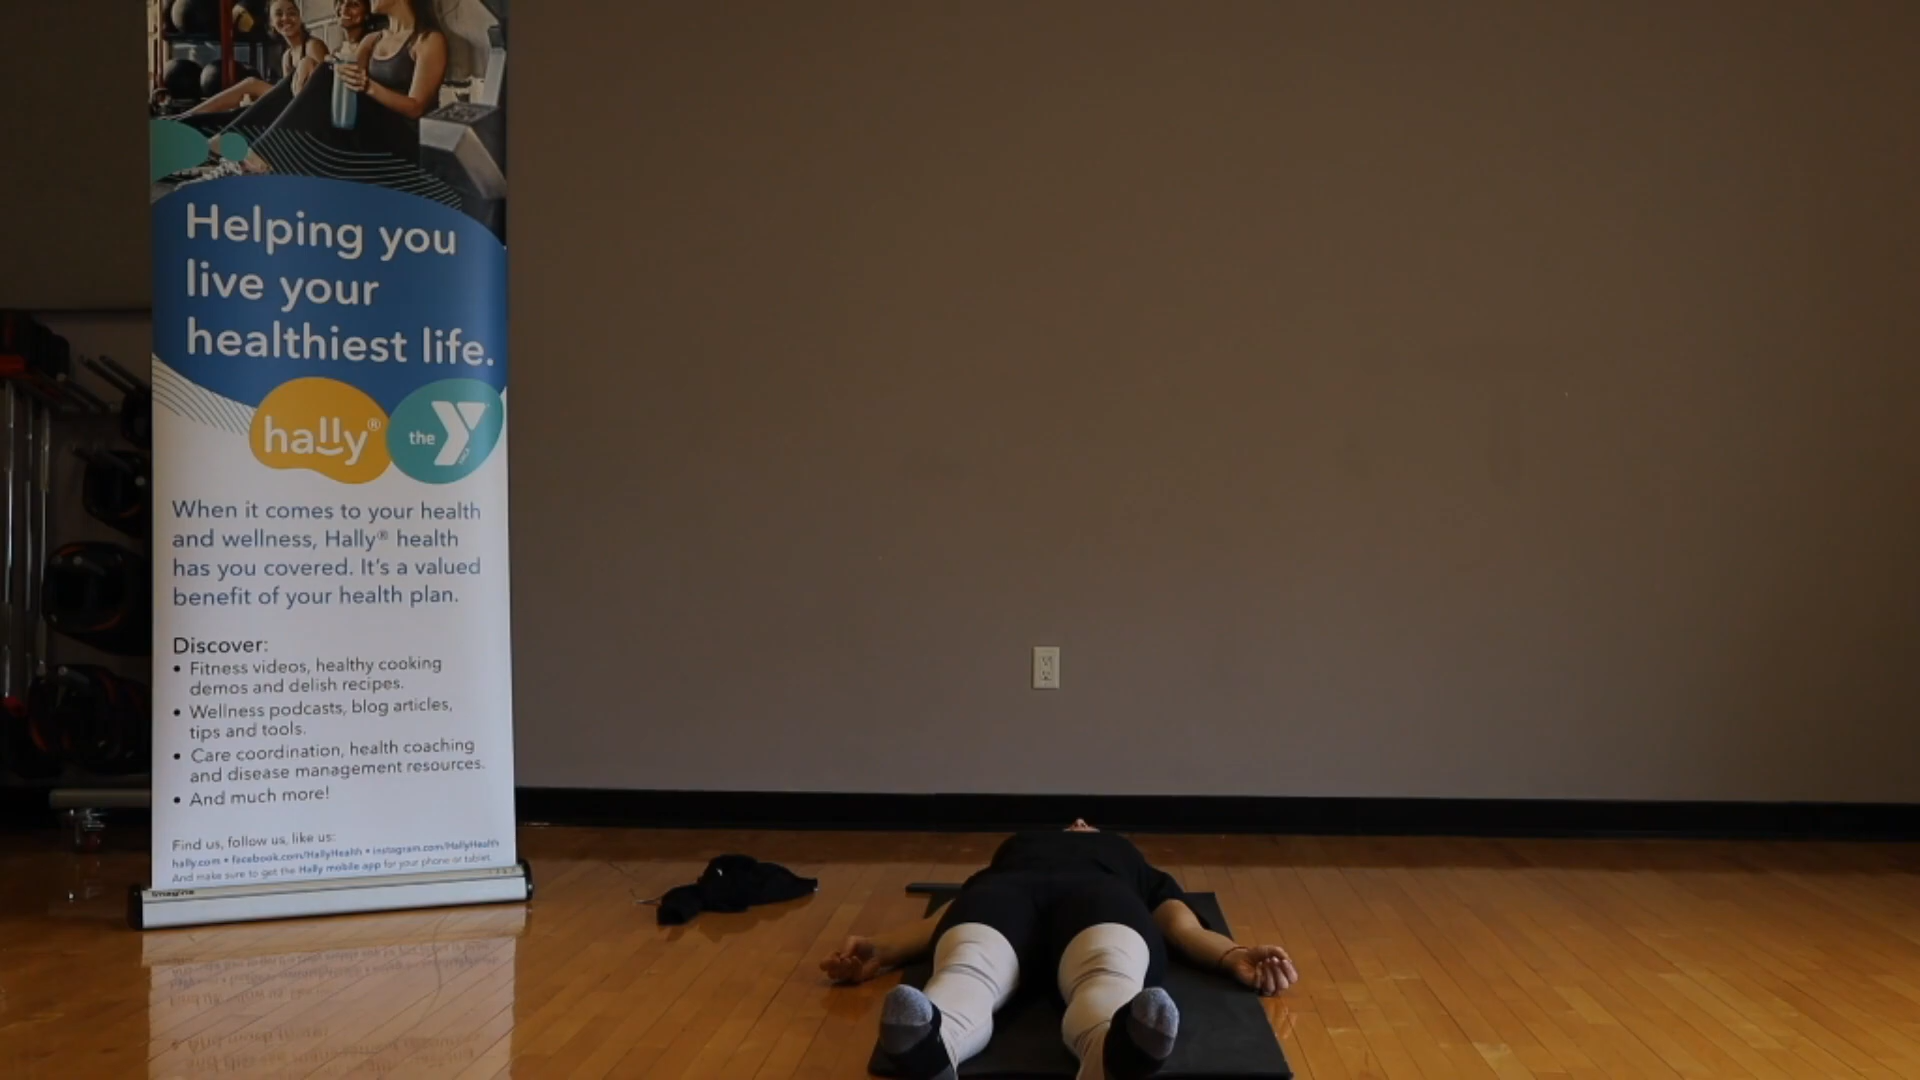 Helping you
live your
healthiest life.
hally®
the Y
When it comes to your health
and wellness, Hally® health
has you covered. It's a valued
benefit of your health plan.
Discover:
• Fitness videos, healthy cooking
demos and delish recipes.
• Wellness podcasts, blog articles,
tips and tools.
• Care coordination, health coaching
and disease management resources.
• And much more!
Find us, follow us, like us:
hally.com • facebook.com/HallyHealth • instagram.com/HallyHealth
And make sure to get the Hally mobile app for your phone or tablet.